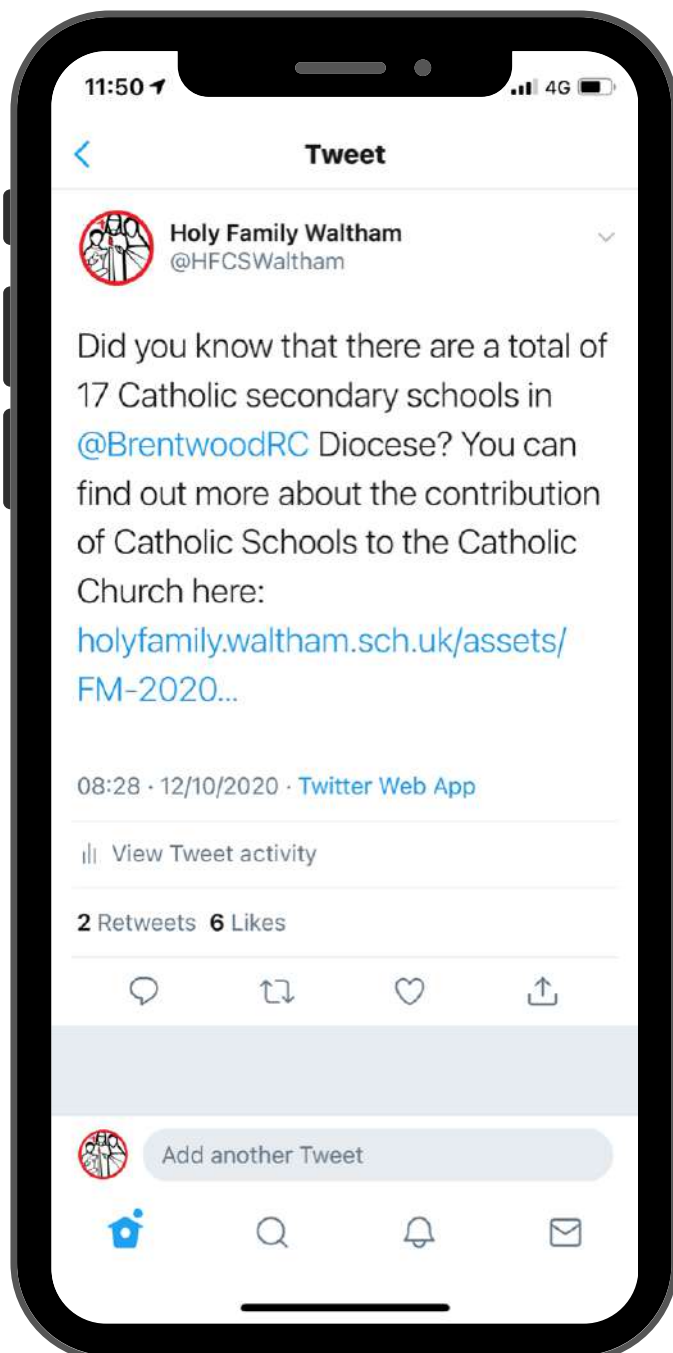 11:50
4G
Tweet
Holy Family Waltham
@HFCSWaltham
Did you know that there are a total of
17 Catholic secondary schools in
@BrentwoodRC Diocese? You can
find out more about the contribution
of Catholic Schools to the Catholic
Church here:
holyfamily.waltham.sch.uk/assets/
FM-2020...
08:28 · 12/10/2020 · Twitter Web App
View Tweet activity
2 Retweets 6 Likes
Add another Tweet